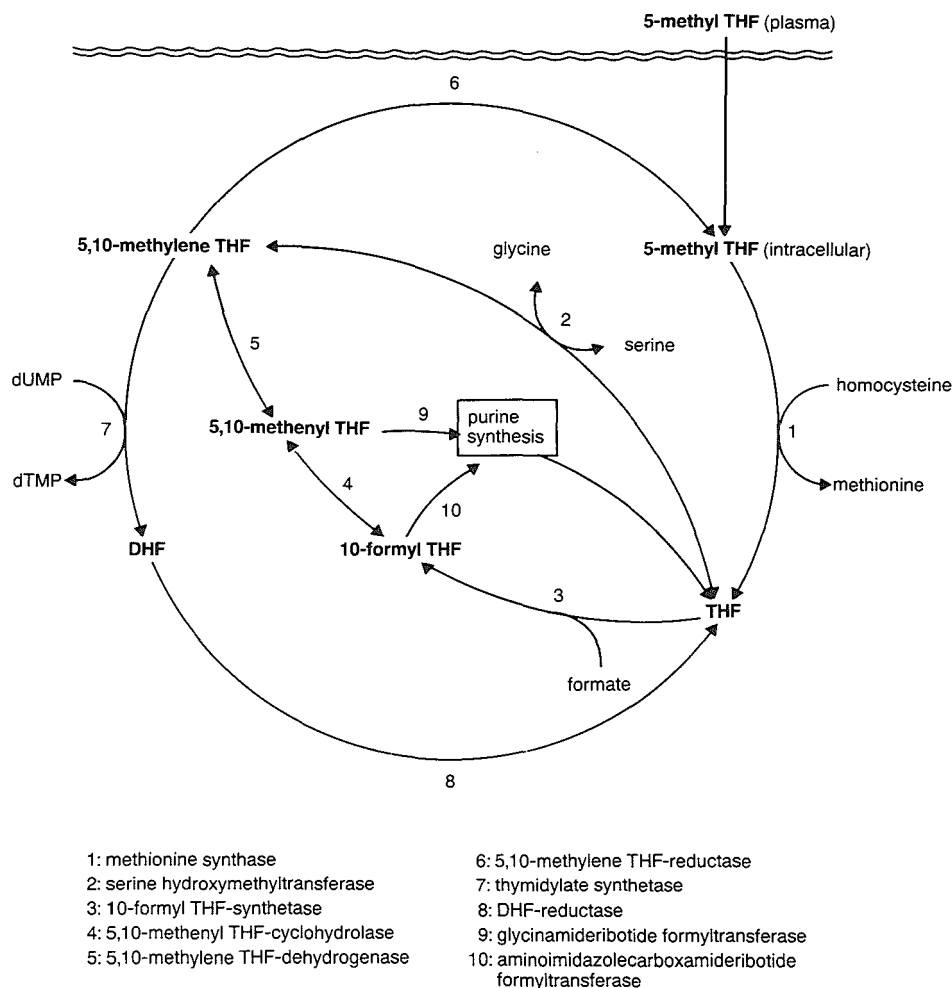 5-methyl THF (plasma)
6
5,10-methylene THF
glycine
5-methyl THF (intracellular)
2
serine
5
dUMP
homocysteine
9
purine
synthesis
5,10-methenyl THF
7
1
4
10
dTMP
methionine
DHF
10-formyl THF
3
THF
formate
8
1: methionine synthase
2: serine hydroxymethyltransferase
3: 10-formyl THF-synthetase
4: 5,10-methenyl THF-cyclohydrolase
5: 5,10-methylene THF-dehydrogenase
6: 5,10-methylene THF-reductase
7: thymidylate synthetase
8: DHF-reductase
9: glycinamideribotide formyltransferase
10: aminoimidazolecarboxamideribotide
formyltransferase